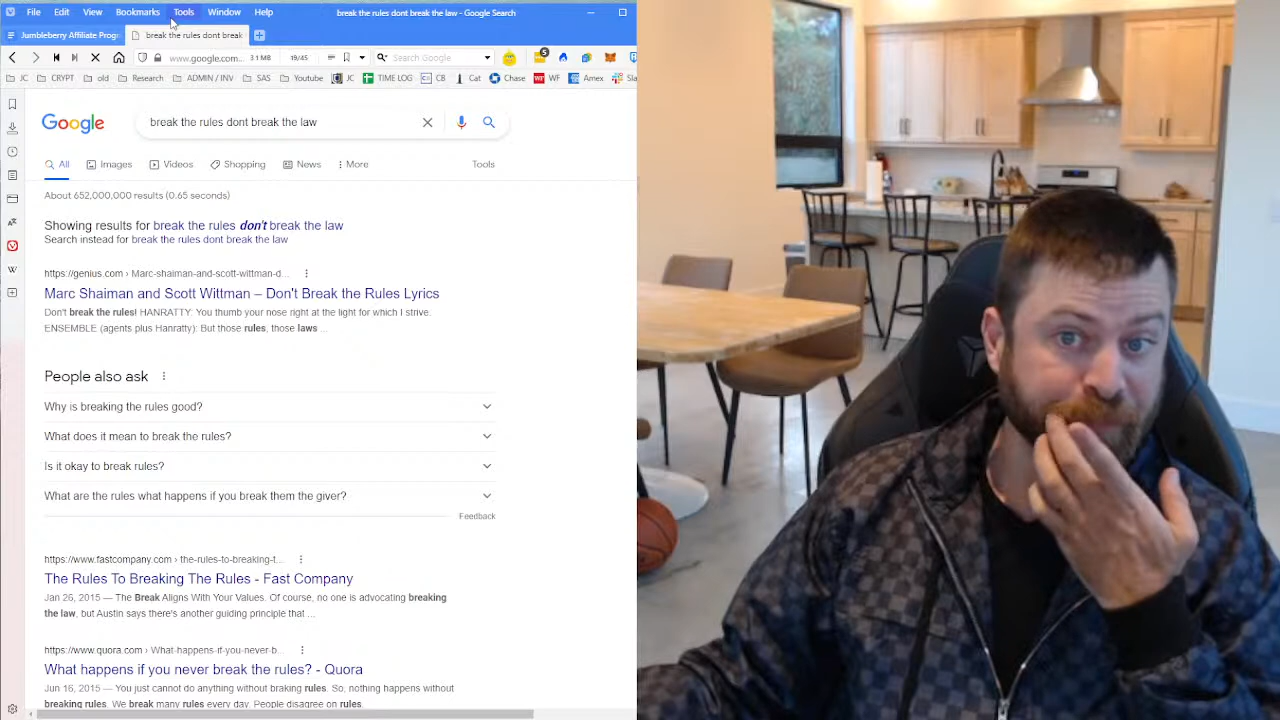 File Edit View Bookmarks Tools Window Help
break the rules dont break the law - Google Search
Jumbleberry Affiliate Prog
break the rules dont break
www.google.com... 3.1 MB 19/45
Search Google
5
JC CRYPT old Research ADMIN / INV SAS Youtube JC TIME LOG CB Cat Chase WF Amex Sla
Google
break the rules dont break the law
All Images Videos Shopping News More Tools
About 652,000,000 results (0.65 seconds)
Showing results for break the rules don't break the law
Search instead for break the rules dont break the law
https://genius.com › Marc-shaiman-and-scott-wittman-d...
Marc Shaiman and Scott Wittman – Don't Break the Rules Lyrics
Don't break the rules! HANRATTY: You thumb your nose right at the light for which I strive.
ENSEMBLE (agents plus Hanratty): But those rules, those laws ...
People also ask
Why is breaking the rules good?
What does it mean to break the rules?
Is it okay to break rules?
What are the rules what happens if you break them the giver?
Feedback
https://www.fastcompany.com › the-rules-to-breaking-t...
The Rules To Breaking The Rules - Fast Company
Jan 26, 2015 — The Break Aligns With Your Values. Of course, no one is advocating breaking
the law, but Austin says there's another guiding principle that ...
https://www.quora.com › What-happens-if-you-never-b...
What happens if you never break the rules? - Quora
Jun 16, 2015 — You just cannot do anything without braking rules. So, nothing happens without
breaking rules. We break many rules every day. People disagree on rules.